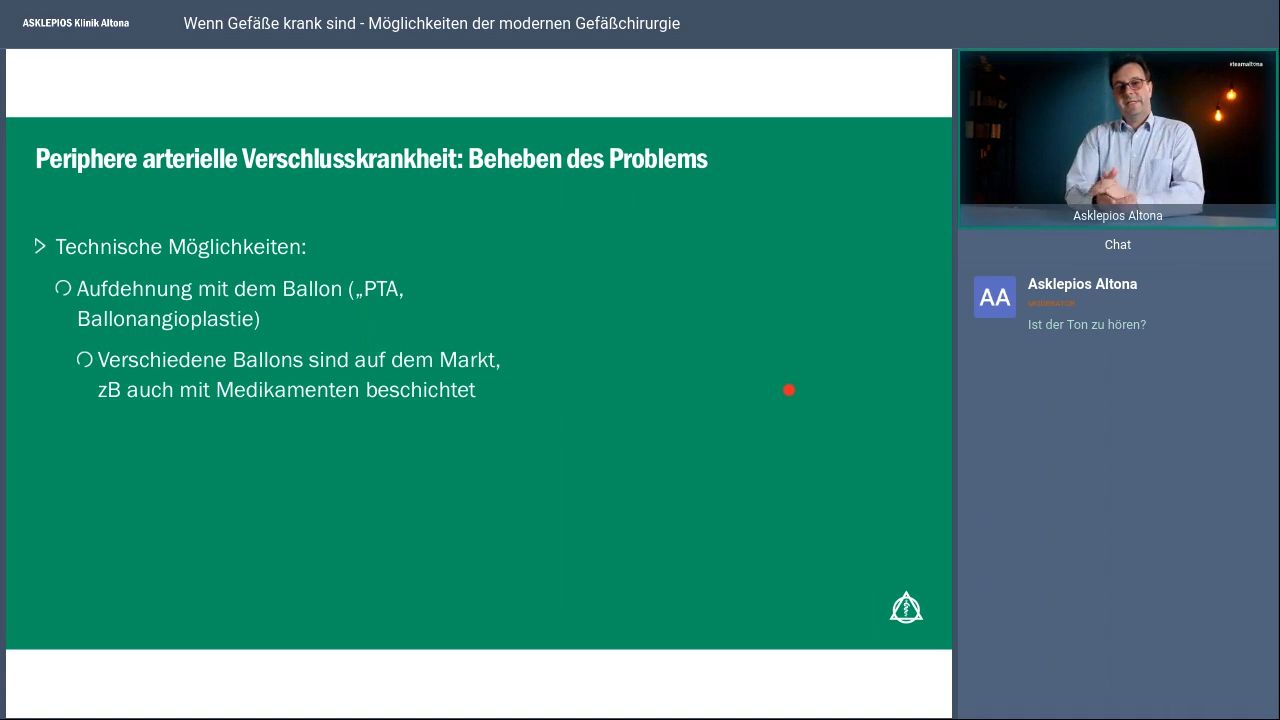 ASKLEPIOS Klinik Altona
Wenn Gefäße krank sind - Möglichkeiten der modernen Gefäßchirurgie
Periphere arterielle Verschlusskrankheit: Beheben des Problems
Technische Möglichkeiten:
Aufdehnung mit dem Ballon („PTA,
Ballonangioplastie)
Verschiedene Ballons sind auf dem Markt,
zB auch mit Medikamenten beschichtet
#teamaltona
Asklepios Altona
Chat
AA
Asklepios Altona
MODERATOR
Ist der Ton zu hören?